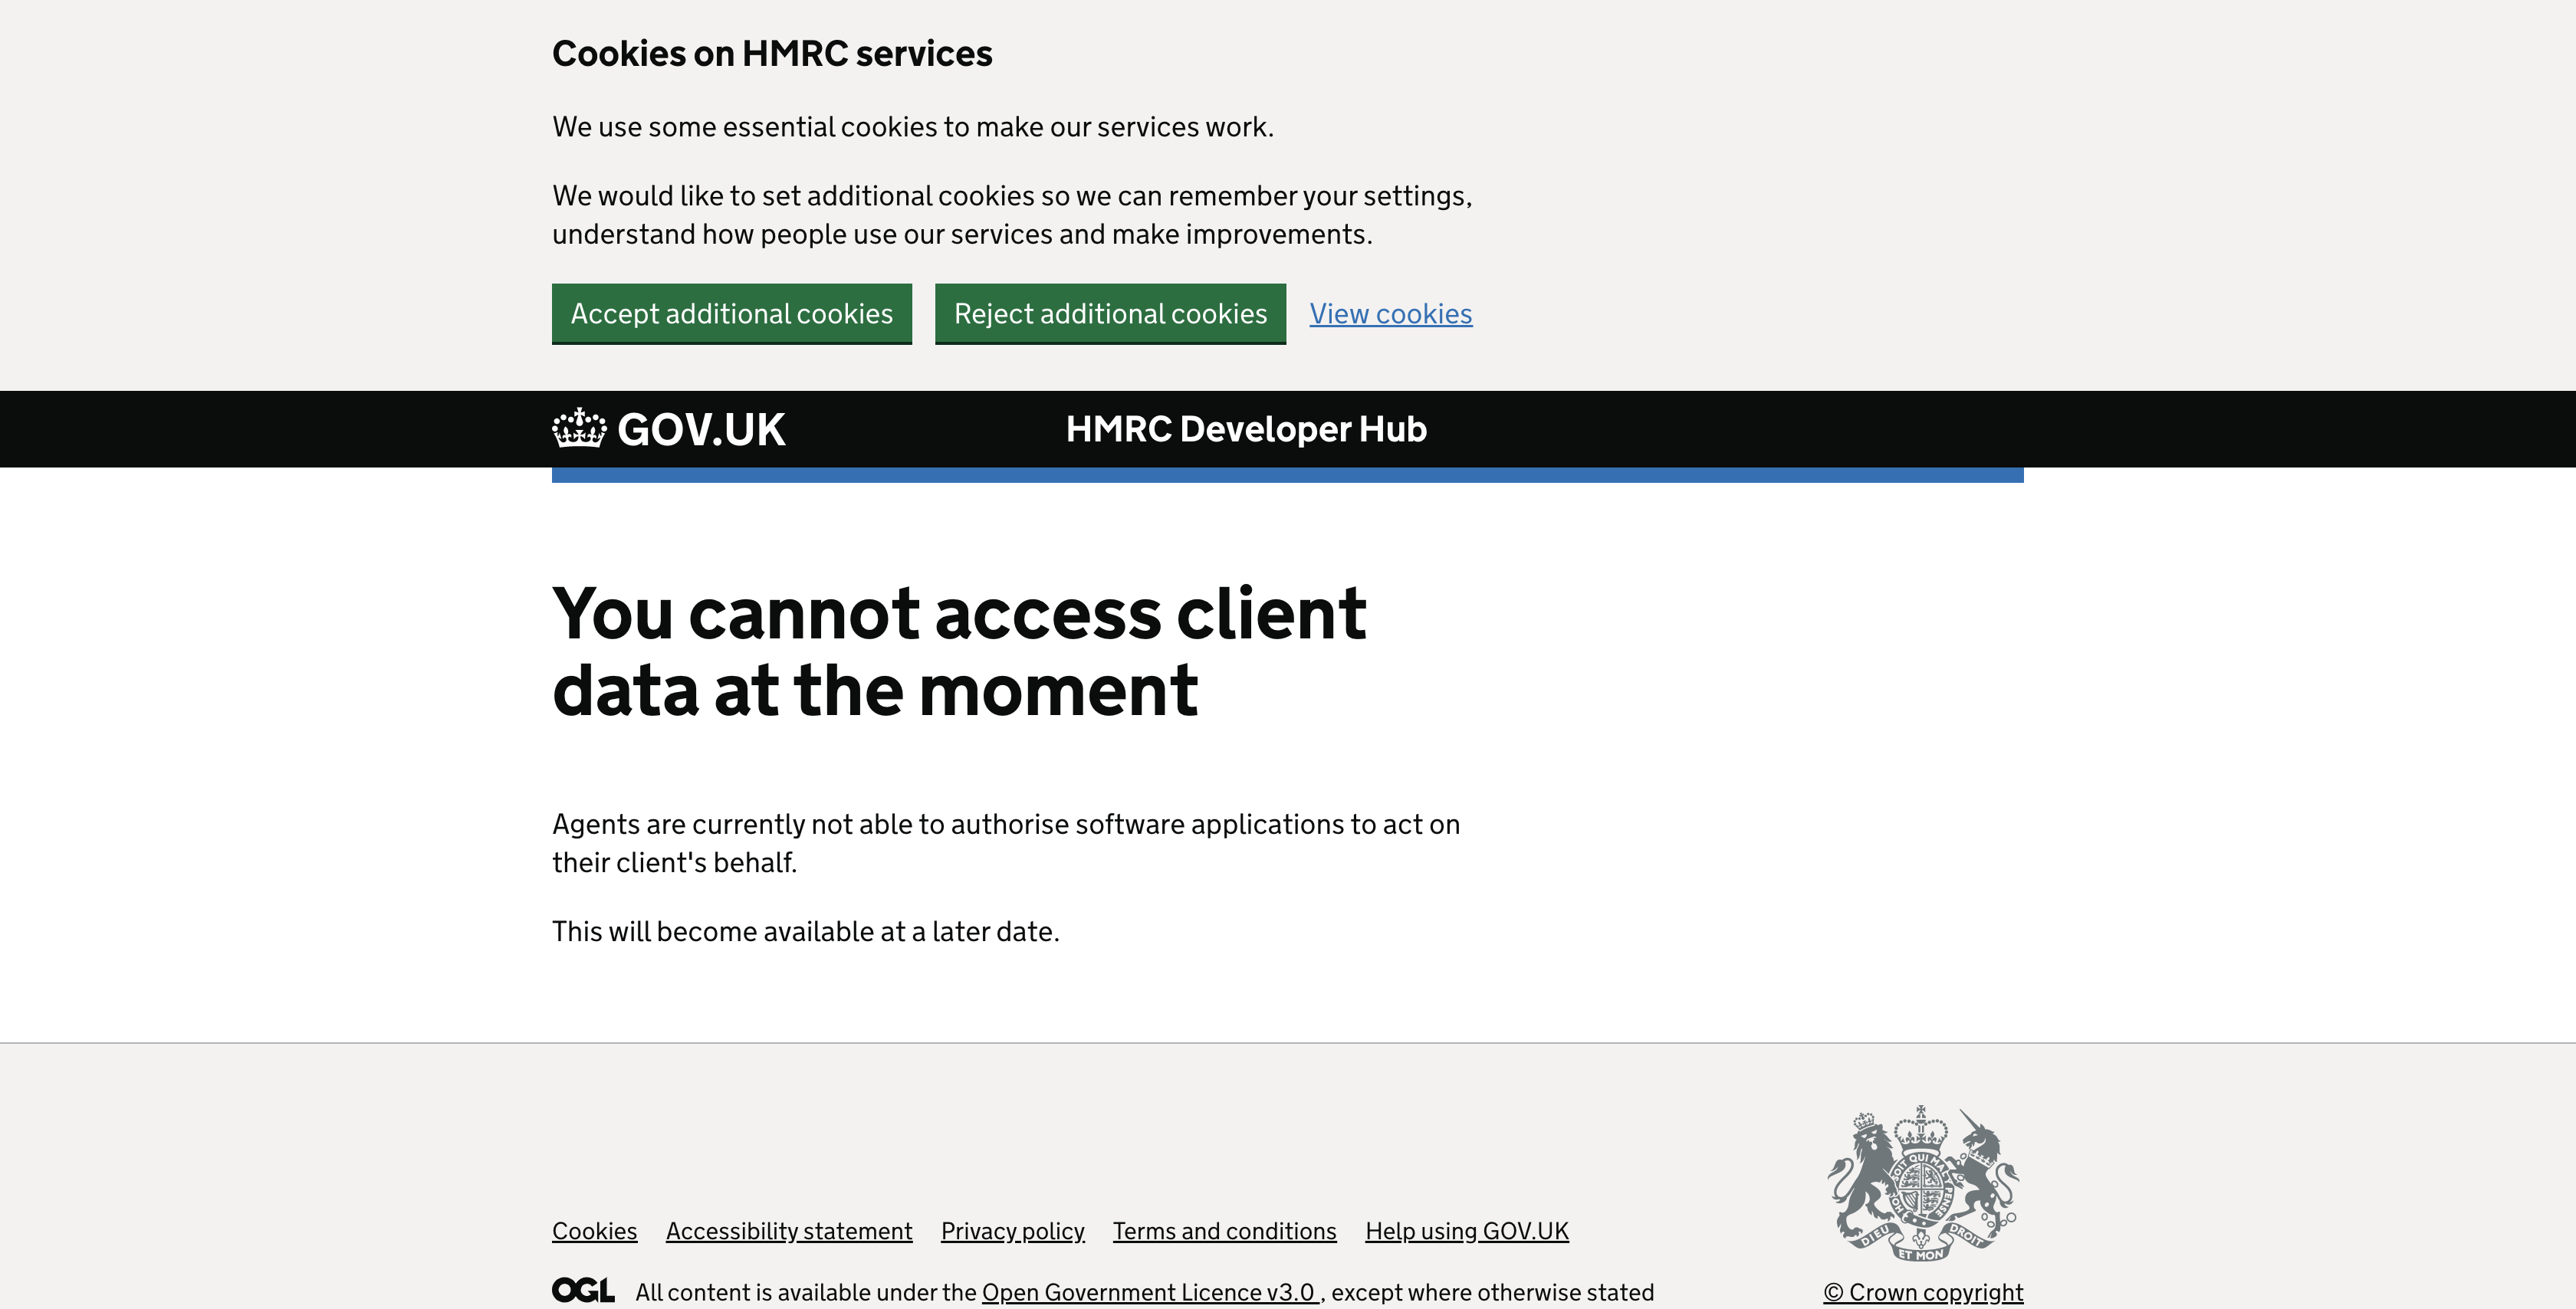 Cookies on HMRC services
We use some essential cookies to make our services work.
We would like to set additional cookies so we can remember your settings,
understand how people use our services and make improvements.
Accept additional cookies Reject additional cookies View cookies
GOV.UK HMRC Developer Hub
You cannot access client
data at the moment
Agents are currently not able to authorise software applications to act on
their client's behalf.
This will become available at a later date.
Cookies Accessibility statement Privacy policy Terms and conditions Help using GOV.UK
DIEU ET MON DROIT
OGL All content is available under the Open Government Licence v3.0 , except where otherwise stated
© Crown copyright